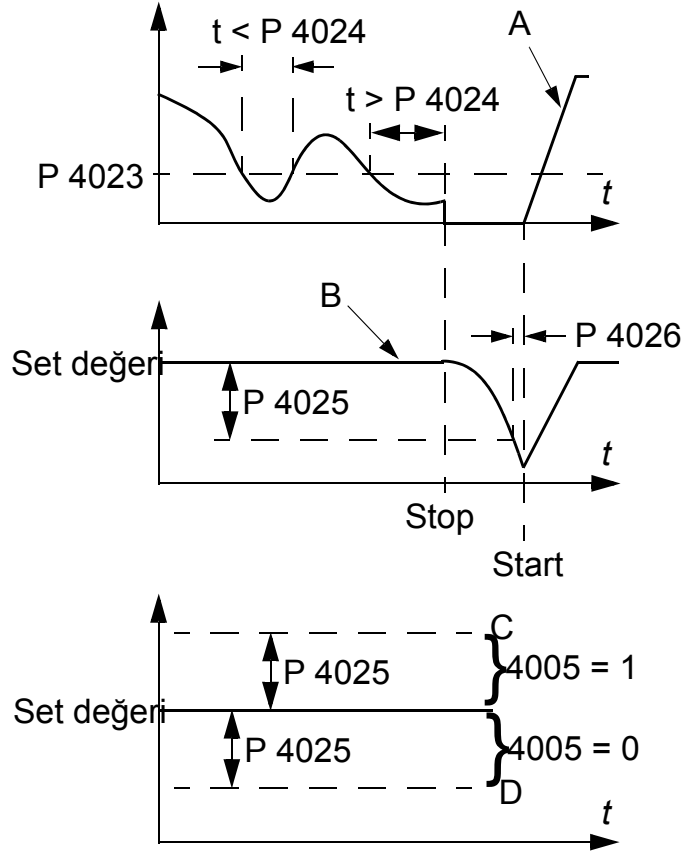 t < P 4024
A
t > P 4024
P 4023
t
B
P 4026
Set değeri
P 4025
t
Stop
Start
C
P 4025
4005 = 1
Set değeri
P 4025
4005 = 0
D
t